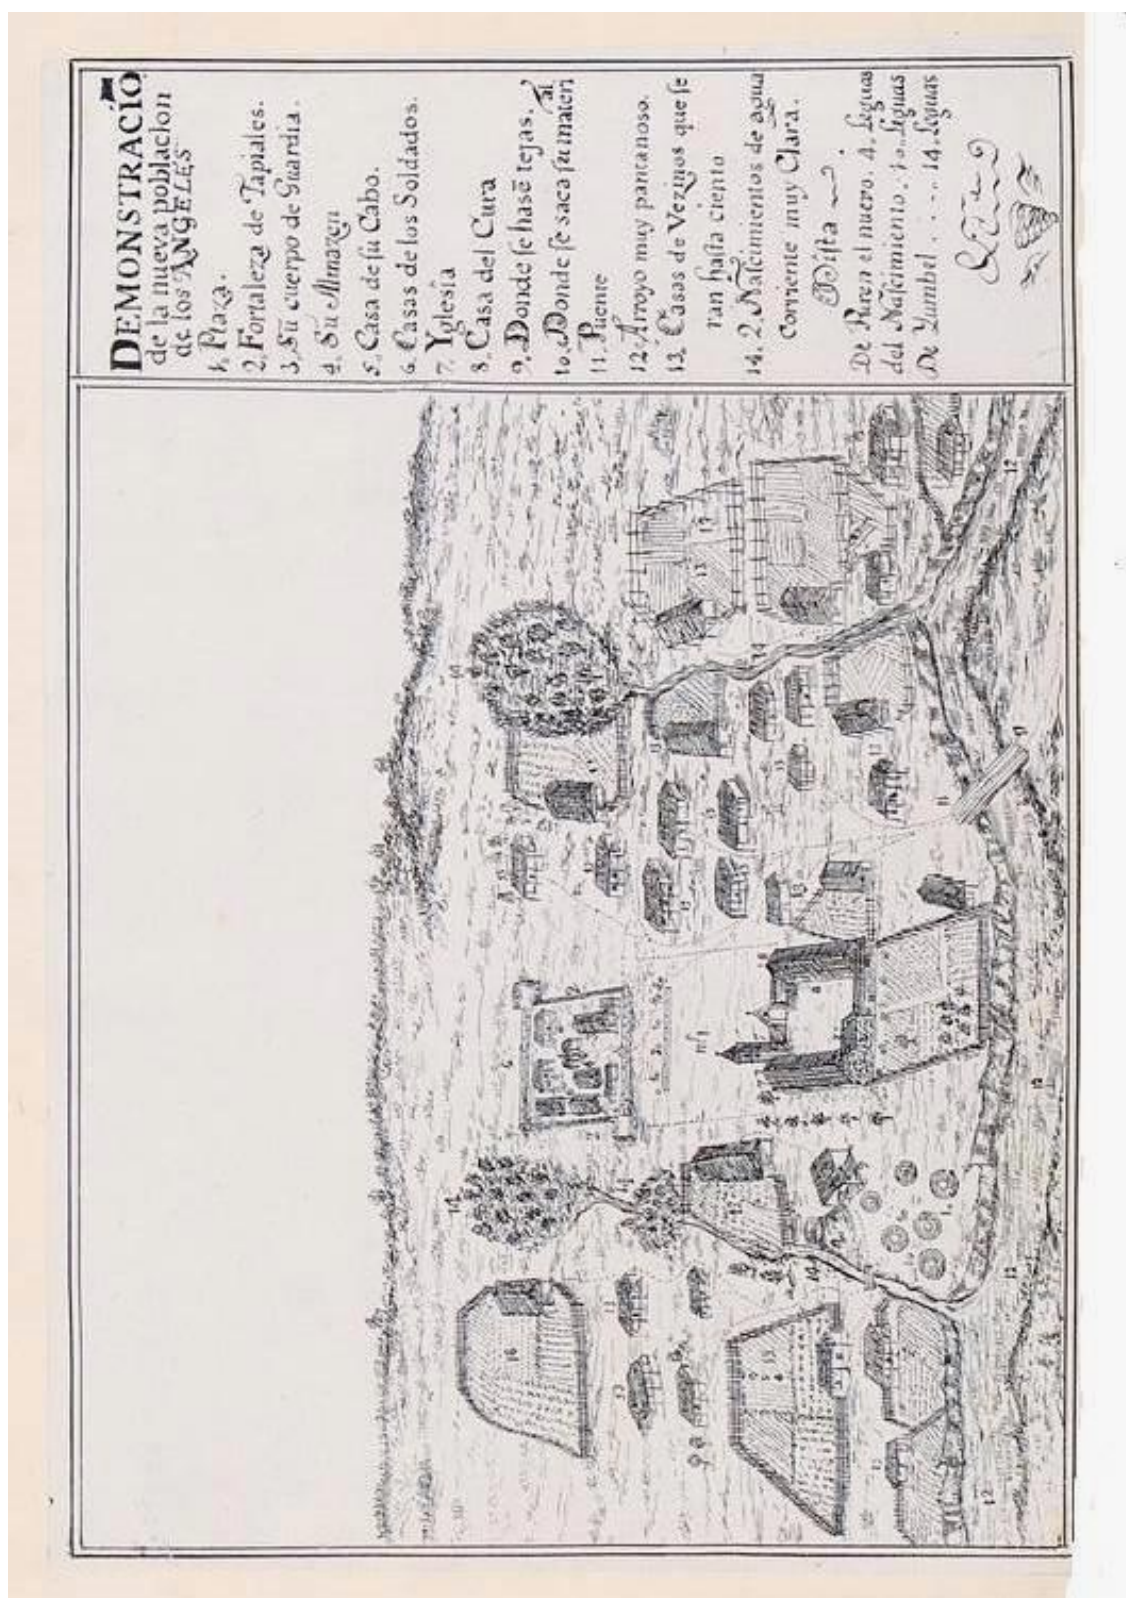 DEMONSTRACIO
de la nueva poblacion
de los ANGELES
1. Plaza.
2. Fortaleza de Tapiales.
3. Su cuerpo de Guardia.
4. Su Almazen
5. Casa de su Cabo.
6. Casas de los Soldados.
7. Yglesia
8. Casa del Cura
9. Donde se hasē tejas.
10. Donde se saca su materi
al
11. Puente
12. Arroyo muy pantanoso.
13. Casas de Vezinos que se
ran hasta ciento
14. 2. Nascimientos de agua
Corriente muy Clara.
Dista
De Puren el nuevo. 4. leguas
del Nascimiento. 10. leguas
De Yumbel . . . . 14. leguas